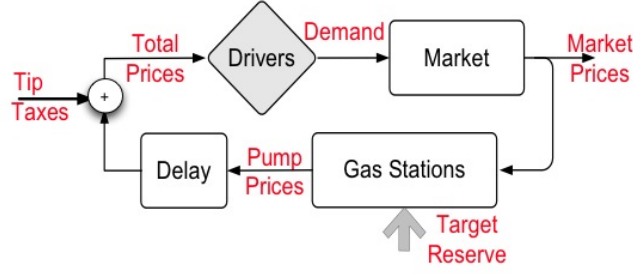 Total
Prices
Drivers
Demand
Market
Market
Prices
Tip
Taxes
+
Delay
Pump
Prices
Gas Stations
Target
Reserve